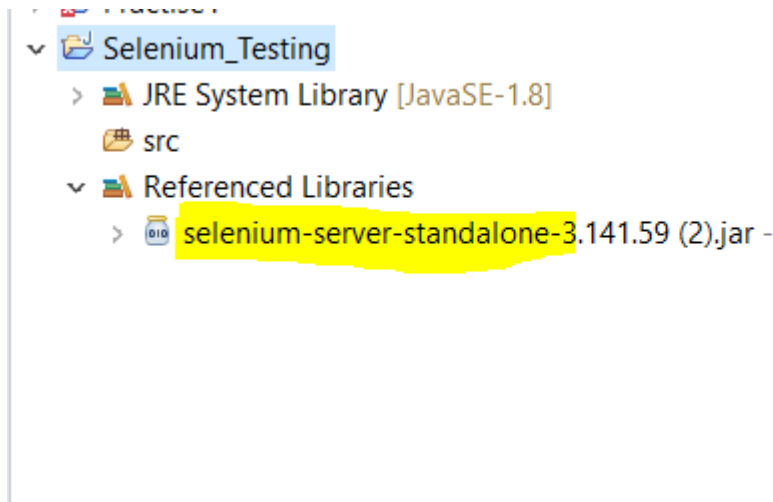 Selenium_Testing
JRE System Library [JavaSE-1.8]
src
Referenced Libraries
selenium-server-standalone-3.141.59 (2).jar -